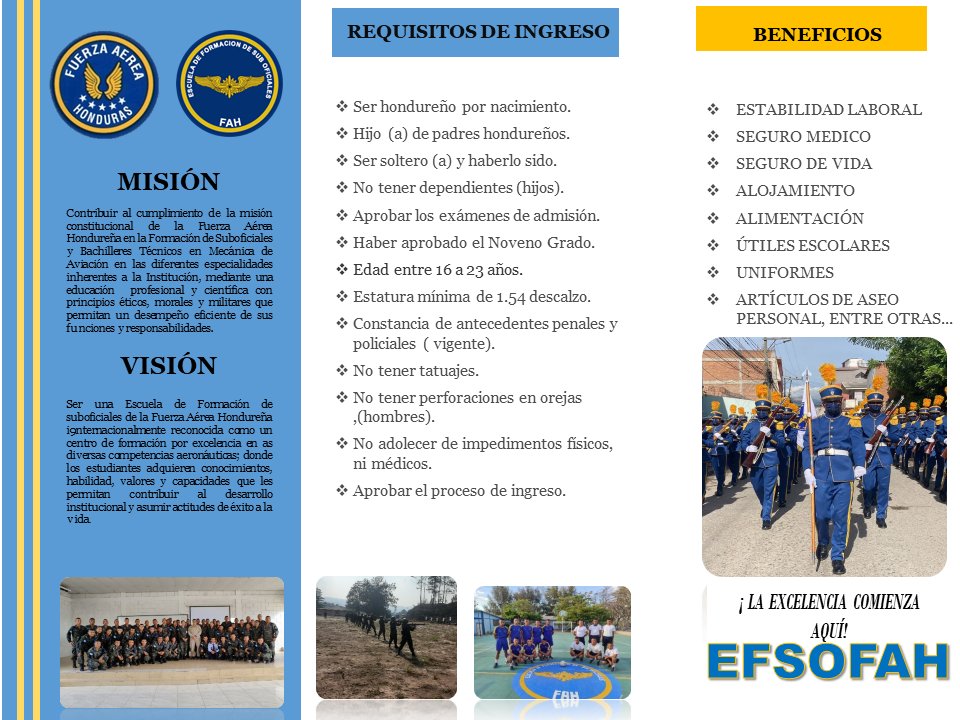 FUERZA AEREA
HONDURAS
ESCUELA DE FORMACION DE SUB OFICIALES
FAH
MISIÓN
Contribuir al cumplimiento de la misión
constitucional de la Fuerza Aérea
Hondureña en la Formación de Suboficiales
y Bachilleres Técnicos en Mecánica de
Aviación en las diferentes especialidades
inherentes a la Institución, mediante una
educación profesional y científica con
principios éticos, morales y militares que
permitan un desempeño eficiente de sus
funciones y responsabilidades.
VISIÓN
Ser una Escuela de Formación de
suboficiales de la Fuerza Aérea Hondureña
i9nternacionalmente reconocida como un
centro de formación por excelencia en as
diversas competencias aeronáuticas; donde
los estudiantes adquieren conocimientos,
habilidad, valores y capacidades que les
permitan contribuir al desarrollo
institucional y asumir actitudes de éxito a la
vida.
REQUISITOS DE INGRESO
❖ Ser hondureño por nacimiento.
❖ Hijo (a) de padres hondureños.
❖ Ser soltero (a) y haberlo sido.
❖ No tener dependientes (hijos).
❖ Aprobar los exámenes de admisión.
❖ Haber aprobado el Noveno Grado.
❖ Edad entre 16 a 23 años.
❖ Estatura mínima de 1.54 descalzo.
❖ Constancia de antecedentes penales y
policiales ( vigente).
❖ No tener tatuajes.
❖ No tener perforaciones en orejas
,(hombres).
❖ No adolecer de impedimentos físicos,
ni médicos.
❖ Aprobar el proceso de ingreso.
FAH
BENEFICIOS
❖ ESTABILIDAD LABORAL
❖ SEGURO MEDICO
❖ SEGURO DE VIDA
❖ ALOJAMIENTO
❖ ALIMENTACIÓN
❖ ÚTILES ESCOLARES
❖ UNIFORMES
❖ ARTÍCULOS DE ASEO
PERSONAL, ENTRE OTRAS...
¡ LA EXCELENCIA COMIENZA
AQUÍ!
EFSOFAH